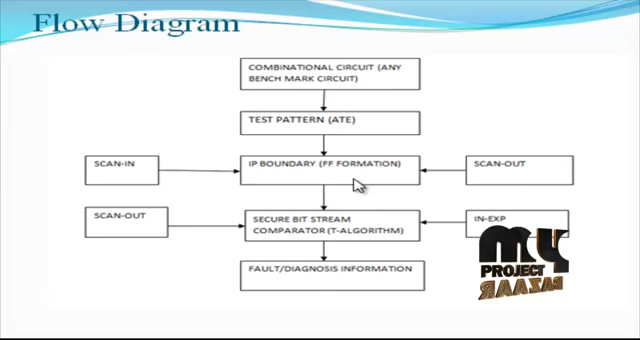 Flow Diagram
COMBINATIONAL CIRCUIT (ANY
BENCH MARK CIRCUIT)
TEST PATTERN (ATE)
SCAN-IN
IP BOUNDARY (FF FORMATION)
SCAN-OUT
SCAN-OUT
SECURE BIT STREAM
COMPARATOR (T-ALGORITHM)
IN-EXP
FAULT/DIAGNOSIS INFORMATION
my
PROJECT
BAZAAR